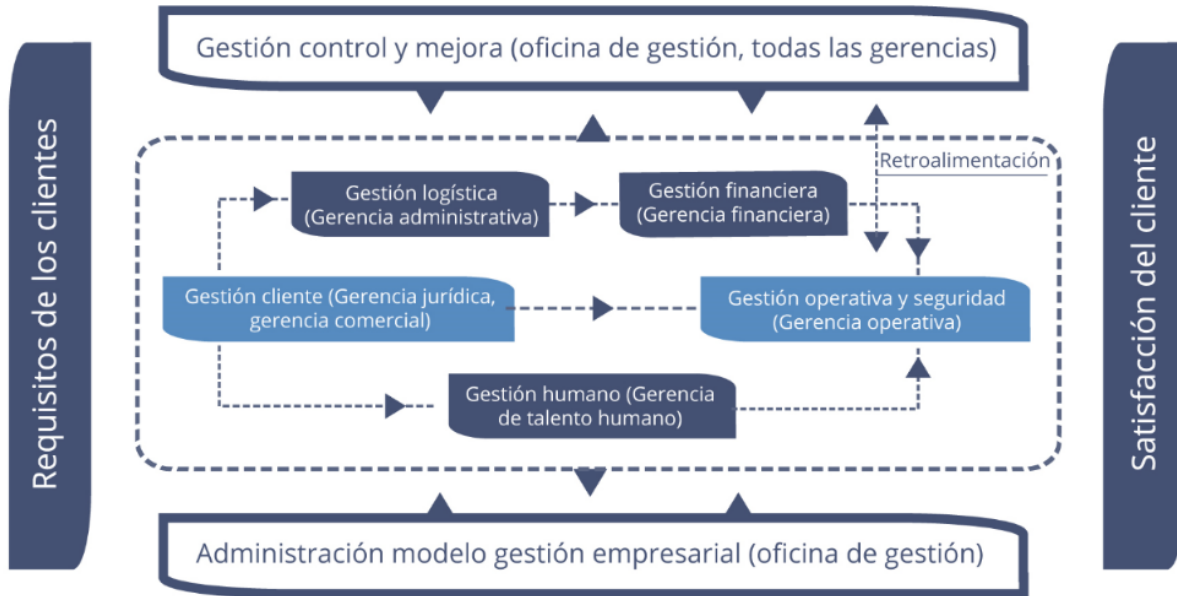 Gestión control y mejora (oficina de gestión, todas las gerencias)
Requisitos de los clientes
Satisfacción del cliente
Retroalimentación
Gestión logística
(Gerencia administrativa)
Gestión financiera
(Gerencia financiera)
Gestión cliente (Gerencia jurídica,
gerencia comercial)
Gestión operativa y seguridad
(Gerencia operativa)
Gestión humano (Gerencia
de talento humano)
Administración modelo gestión empresarial (oficina de gestión)